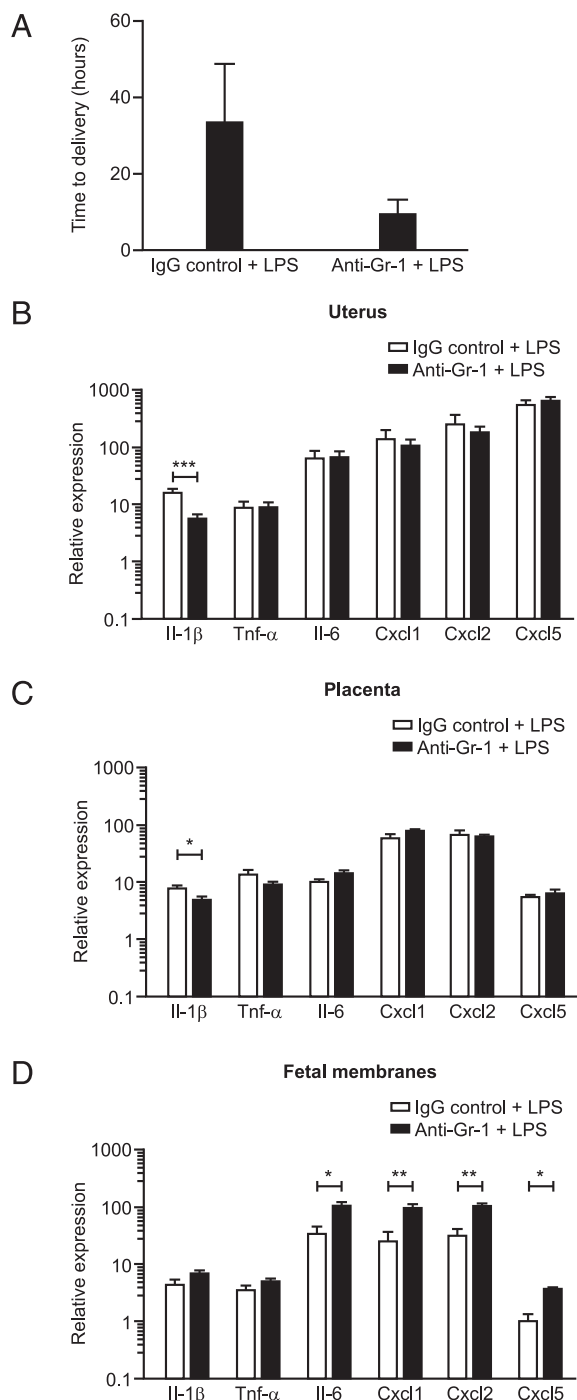 A
Time to delivery (hours)
60
40
20
0
IgG control + LPS Anti-Gr-1 + LPS
B
Uterus
IgG control + LPS
Anti-Gr-1 + LPS
Relative expression
1000
100
10
1
0.1
***
Il-1β Tnf-α Il-6 Cxcl1 Cxcl2 Cxcl5
C
Placenta
IgG control + LPS
Anti-Gr-1 + LPS
Relative expression
1000
100
10
1
0.1
*
Il-1β Tnf-α Il-6 Cxcl1 Cxcl2 Cxcl5
D
Fetal membranes
IgG control + LPS
Anti-Gr-1 + LPS
Relative expression
1000
100
10
1
0.1
* ** ** *
Il-1β Tnf-α Il-6 Cxcl1 Cxcl2 Cxcl5